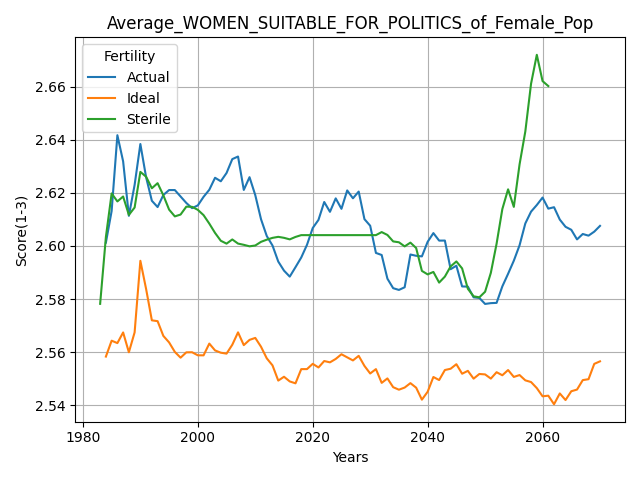 Average_WOMEN_SUITABLE_FOR_POLITICS_of_Female_Pop
Fertility
Actual
Ideal
Sterile
Score(1-3)
2.66
2.64
2.62
2.60
2.58
2.56
2.54
1980
2000
2020
2040
2060
Years